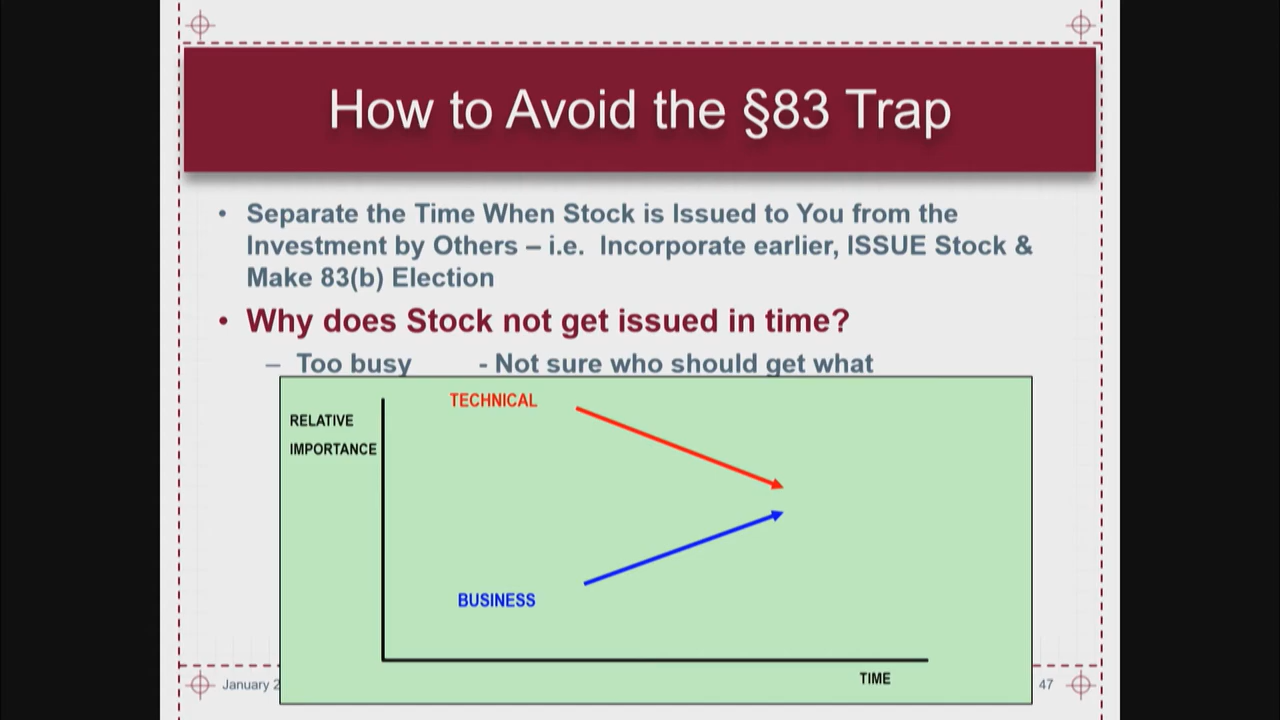 How to Avoid the §83 Trap
• Separate the Time When Stock is Issued to You from the
Investment by Others – i.e. Incorporate earlier, ISSUE Stock &
Make 83(b) Election
• Why does Stock not get issued in time?
– Too busy - Not sure who should get what
TECHNICAL
RELATIVE
IMPORTANCE
BUSINESS
TIME
January
47